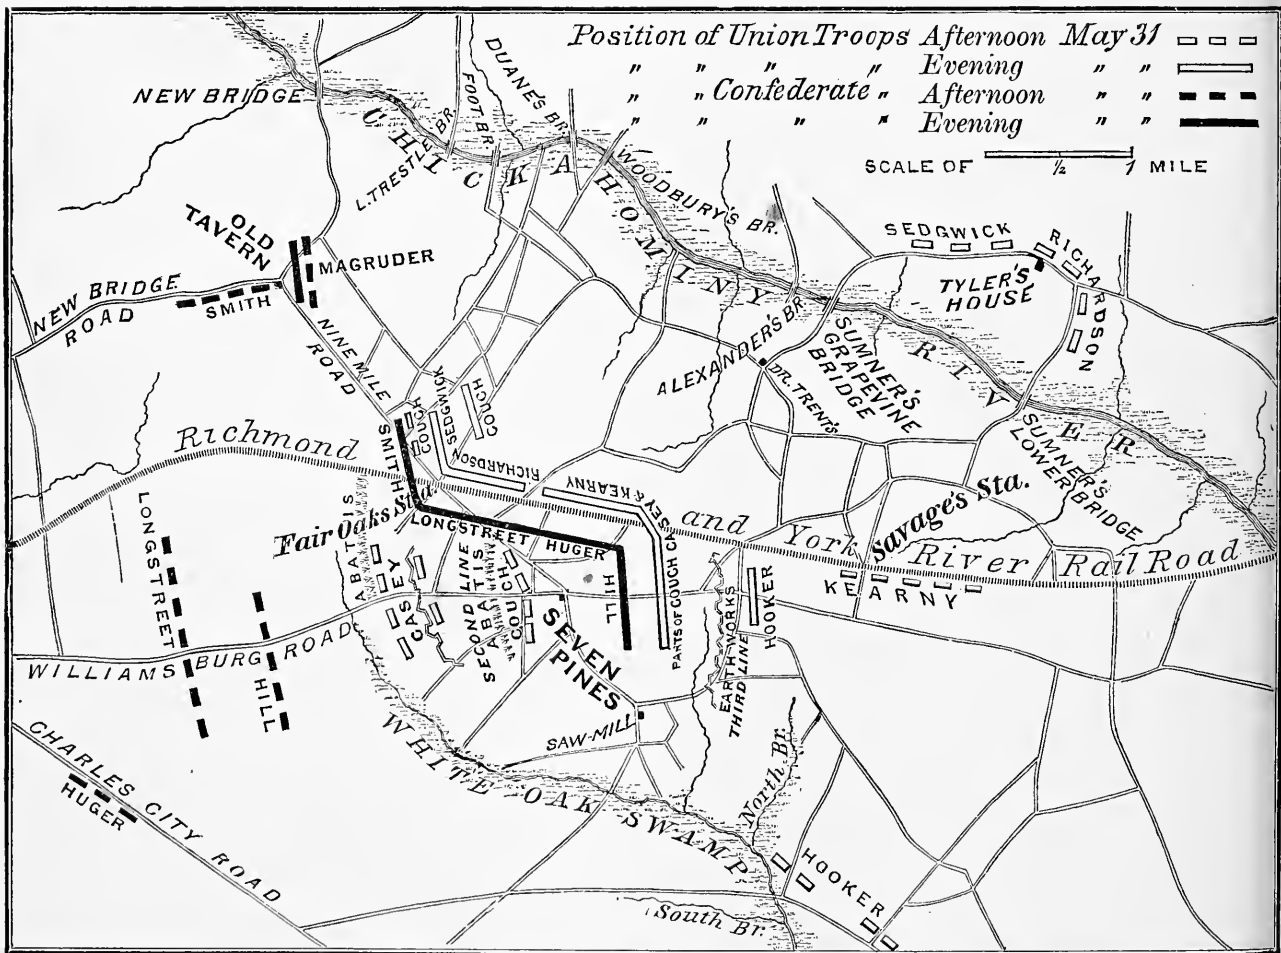 Position of Union Troops Afternoon May 31
" " " " Evening " "
" " Confederate " Afternoon " "
" " " " Evening " "
SCALE OF ½ 1 MILE
NEW BRIDGE
DUANE'S BR.
FOOT BR.
L. TRESTLE BR.
CHICKAHOMINY RIVER
WOODBURY'S BR.
SEDGWICK
RICHARDSON
TYLER'S HOUSE
OLD TAVERN
MAGRUDER
NEW BRIDGE ROAD
SMITH
NINE MILE ROAD
ALEXANDER'S BR.
SUMNER'S GRAPEVINE BRIDGE
DR. TRENT'S
SUMNER'S LOWER BRIDGE
COUCH
SEDGWICK
COUCH
SMITH
RICHARDSON
RICHARDSON
Richmond and York River Rail Road
Fair Oaks Sta.
Savage's Sta.
LONGSTREET
HUGER
HILL
PARTS OF COUCH CASEY & KEARNY
KEARNY
HOOKER
ABATTIS
CASEY
SECOND LINE
ABATTIS
COUCH
LONGSTREET
HILL
WILLIAMSBURG ROAD
SEVEN PINES
EARTHWORKS
THIRD LINE
SAW-MILL
CHARLES CITY ROAD
HUGER
WHITE OAK SWAMP
North Br.
HOOKER
South Br.